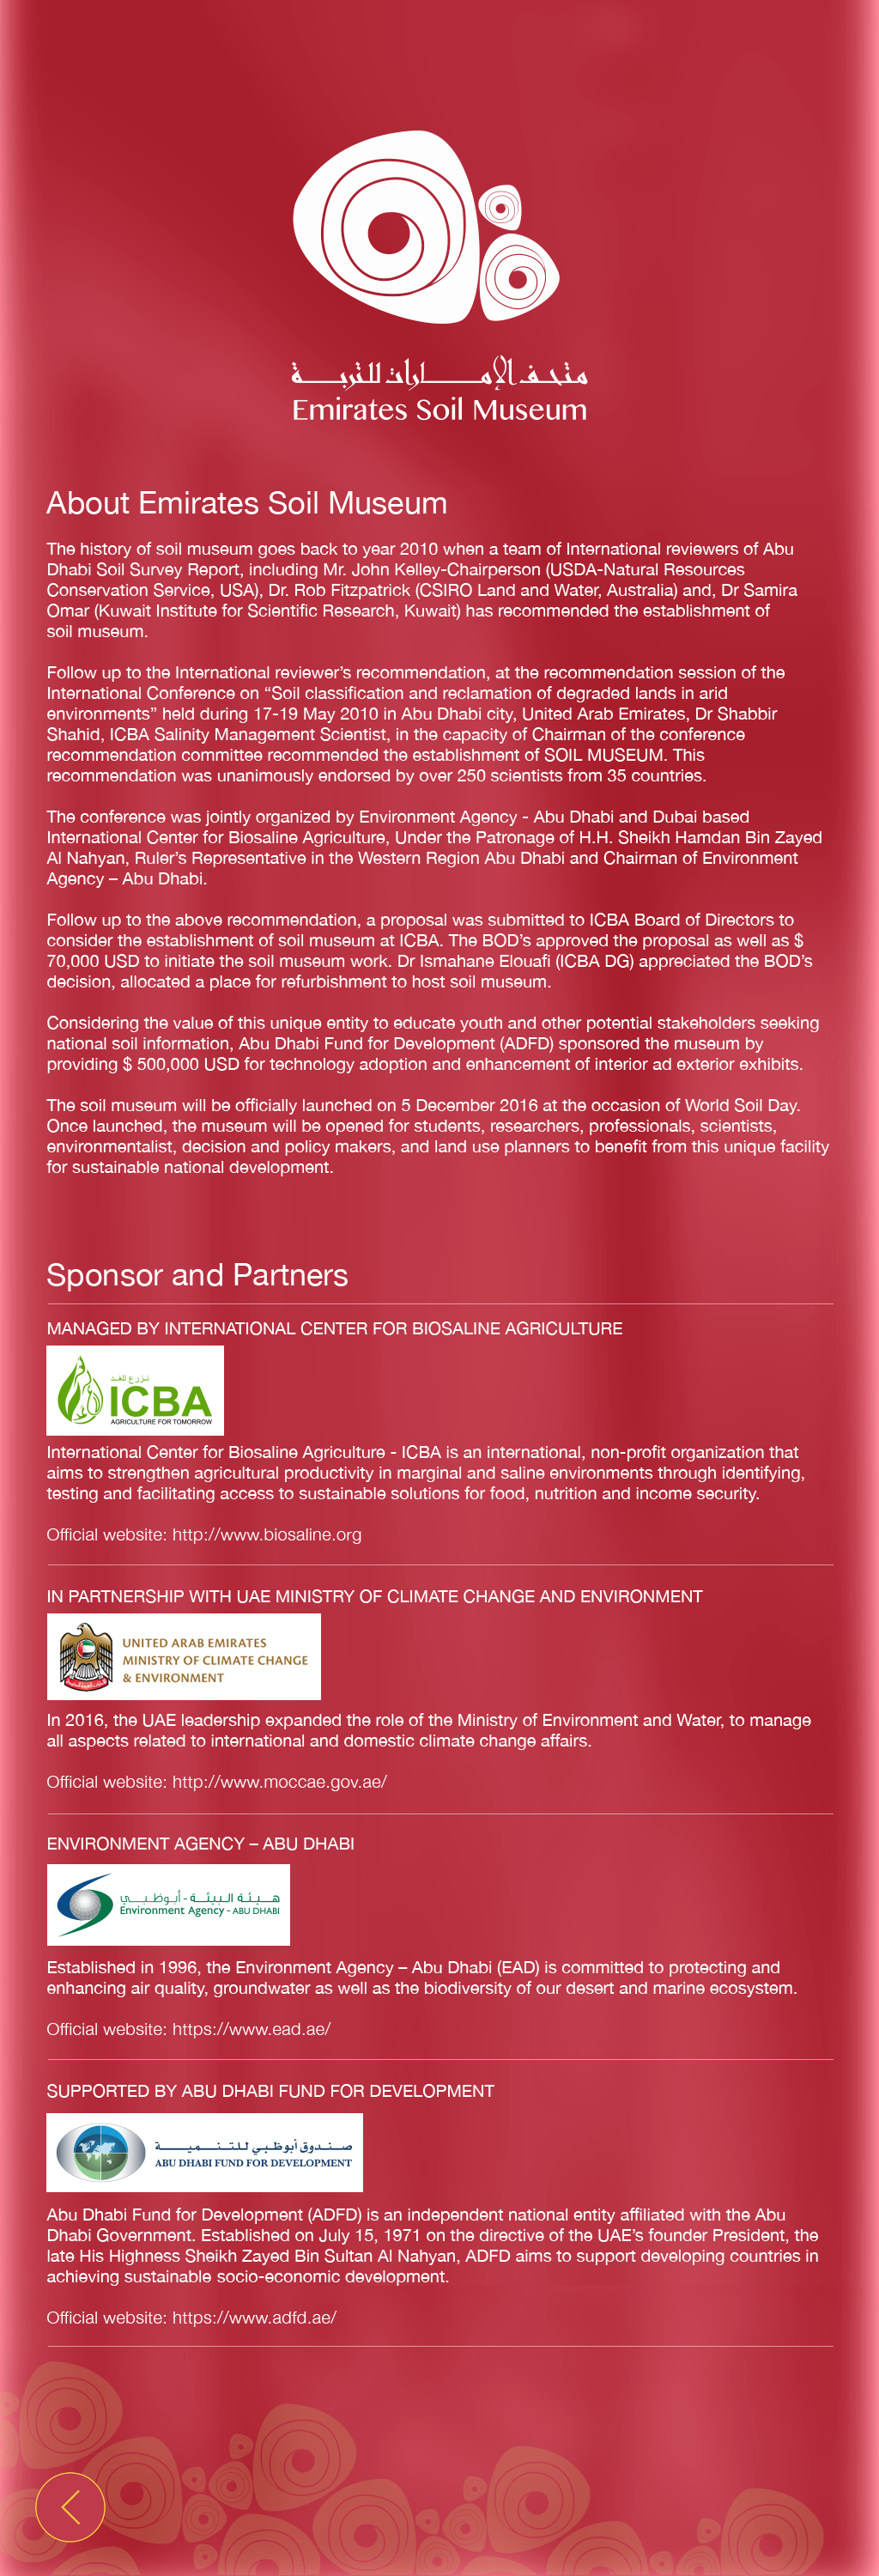 متحف الإمارات للتربة
Emirates Soil Museum
About Emirates Soil Museum
The history of soil museum goes back to year 2010 when a team of International reviewers of Abu
Dhabi Soil Survey Report, including Mr. John Kelley-Chairperson (USDA-Natural Resources
Conservation Service, USA), Dr. Rob Fitzpatrick (CSIRO Land and Water, Australia) and, Dr Samira
Omar (Kuwait Institute for Scientific Research, Kuwait) has recommended the establishment of
soil museum.
Follow up to the International reviewer’s recommendation, at the recommendation session of the
International Conference on “Soil classification and reclamation of degraded lands in arid
environments” held during 17-19 May 2010 in Abu Dhabi city, United Arab Emirates, Dr Shabbir
Shahid, ICBA Salinity Management Scientist, in the capacity of Chairman of the conference
recommendation committee recommended the establishment of SOIL MUSEUM. This
recommendation was unanimously endorsed by over 250 scientists from 35 countries.
The conference was jointly organized by Environment Agency - Abu Dhabi and Dubai based
International Center for Biosaline Agriculture, Under the Patronage of H.H. Sheikh Hamdan Bin Zayed
Al Nahyan, Ruler’s Representative in the Western Region Abu Dhabi and Chairman of Environment
Agency – Abu Dhabi.
Follow up to the above recommendation, a proposal was submitted to ICBA Board of Directors to
consider the establishment of soil museum at ICBA. The BOD’s approved the proposal as well as $
70,000 USD to initiate the soil museum work. Dr Ismahane Elouafi (ICBA DG) appreciated the BOD’s
decision, allocated a place for refurbishment to host soil museum.
Considering the value of this unique entity to educate youth and other potential stakeholders seeking
national soil information, Abu Dhabi Fund for Development (ADFD) sponsored the museum by
providing $ 500,000 USD for technology adoption and enhancement of interior ad exterior exhibits.
The soil museum will be officially launched on 5 December 2016 at the occasion of World Soil Day.
Once launched, the museum will be opened for students, researchers, professionals, scientists,
environmentalist, decision and policy makers, and land use planners to benefit from this unique facility
for sustainable national development.
Sponsor and Partners
MANAGED BY INTERNATIONAL CENTER FOR BIOSALINE AGRICULTURE
نزرع للغد
ICBA
AGRICULTURE FOR TOMORROW
International Center for Biosaline Agriculture - ICBA is an international, non-profit organization that
aims to strengthen agricultural productivity in marginal and saline environments through identifying,
testing and facilitating access to sustainable solutions for food, nutrition and income security.
Official website: http://www.biosaline.org
IN PARTNERSHIP WITH UAE MINISTRY OF CLIMATE CHANGE AND ENVIRONMENT
UNITED ARAB EMIRATES
MINISTRY OF CLIMATE CHANGE
& ENVIRONMENT
In 2016, the UAE leadership expanded the role of the Ministry of Environment and Water, to manage
all aspects related to international and domestic climate change affairs.
Official website: http://www.moccae.gov.ae/
ENVIRONMENT AGENCY – ABU DHABI
هيئة البيئة - أبوظبي
Environment Agency - ABU DHABI
Established in 1996, the Environment Agency – Abu Dhabi (EAD) is committed to protecting and
enhancing air quality, groundwater as well as the biodiversity of our desert and marine ecosystem.
Official website: https://www.ead.ae/
SUPPORTED BY ABU DHABI FUND FOR DEVELOPMENT
صندوق أبوظبي للتنمية
ABU DHABI FUND FOR DEVELOPMENT
Abu Dhabi Fund for Development (ADFD) is an independent national entity affiliated with the Abu
Dhabi Government. Established on July 15, 1971 on the directive of the UAE’s founder President, the
late His Highness Sheikh Zayed Bin Sultan Al Nahyan, ADFD aims to support developing countries in
achieving sustainable socio-economic development.
Official website: https://www.adfd.ae/